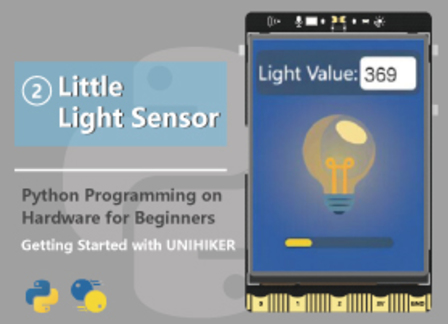 2 Little
Light Sensor
Python Programming on
Hardware for Beginners
Getting Started with UNIHIKER
Light Value: 369